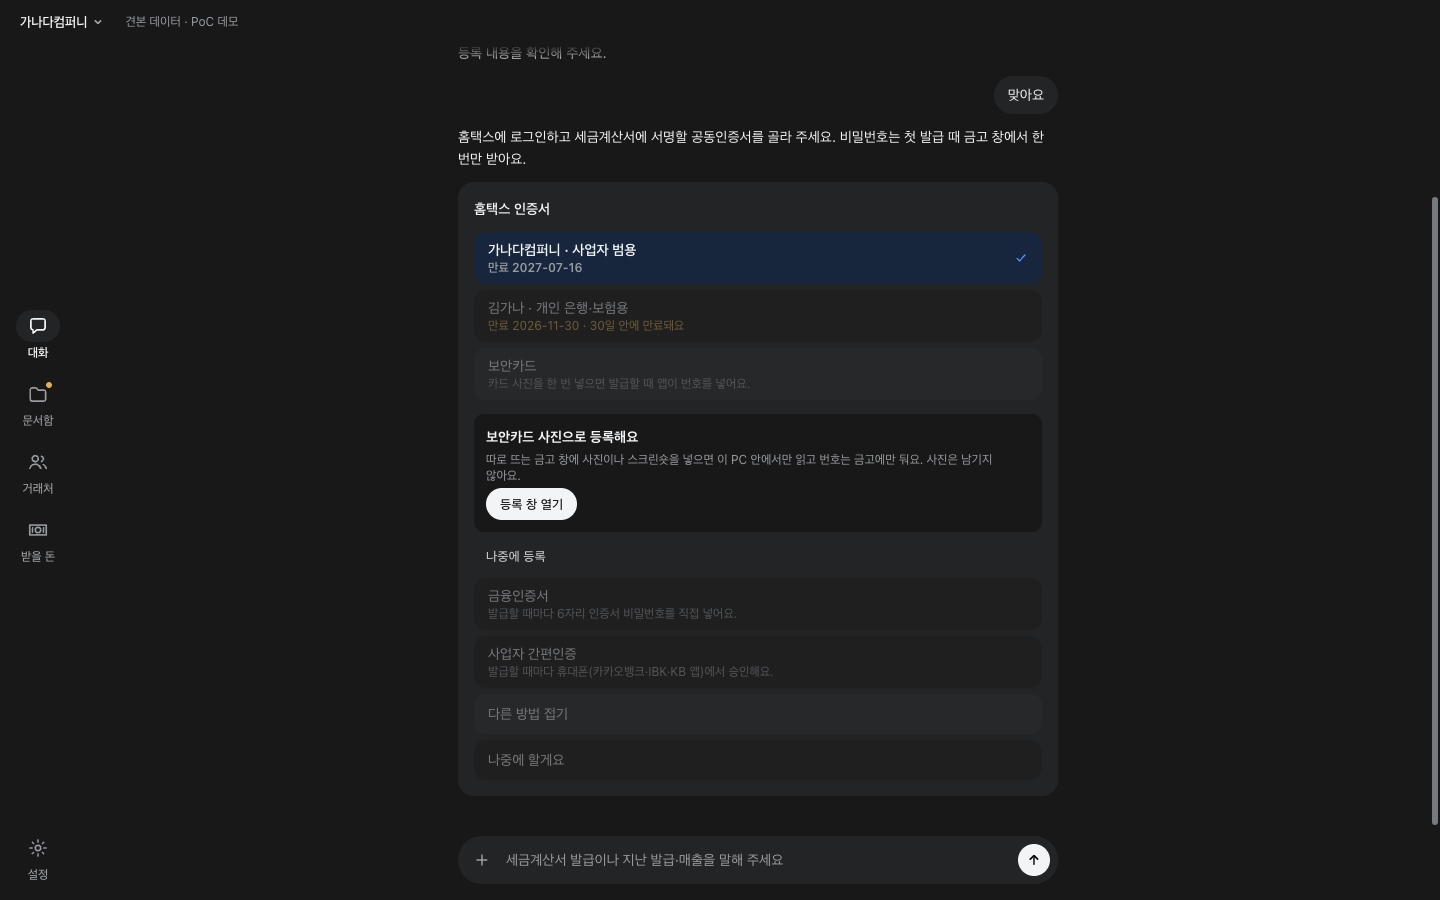 가나다컴퍼니
견본 데이터 · PoC 데모
등록 내용을 확인해 주세요.
맞아요
홈택스에 로그인하고 세금계산서에 서명할 공동인증서를 골라 주세요. 비밀번호는 첫 발급 때 금고 창에서 한
번만 받아요.
홈택스 인증서
가나다컴퍼니 · 사업자 범용
만료 2027-07-16
김가나 · 개인 은행·보험용
만료 2026-11-30 · 30일 안에 만료돼요
보안카드
카드 사진을 한 번 넣으면 발급할 때 앱이 번호를 넣어요.
보안카드 사진으로 등록해요
따로 뜨는 금고 창에 사진이나 스크린숏을 넣으면 이 PC 안에서만 읽고 번호는 금고에만 둬요. 사진은 남기지
않아요.
등록 창 열기
나중에 등록
금융인증서
발급할 때마다 6자리 인증서 비밀번호를 직접 넣어요.
사업자 간편인증
발급할 때마다 휴대폰(카카오뱅크·IBK·KB 앱)에서 승인해요.
다른 방법 접기
나중에 할게요
대화
문서함
거래처
받을 돈
설정
세금계산서 발급이나 지난 발급·매출을 말해 주세요